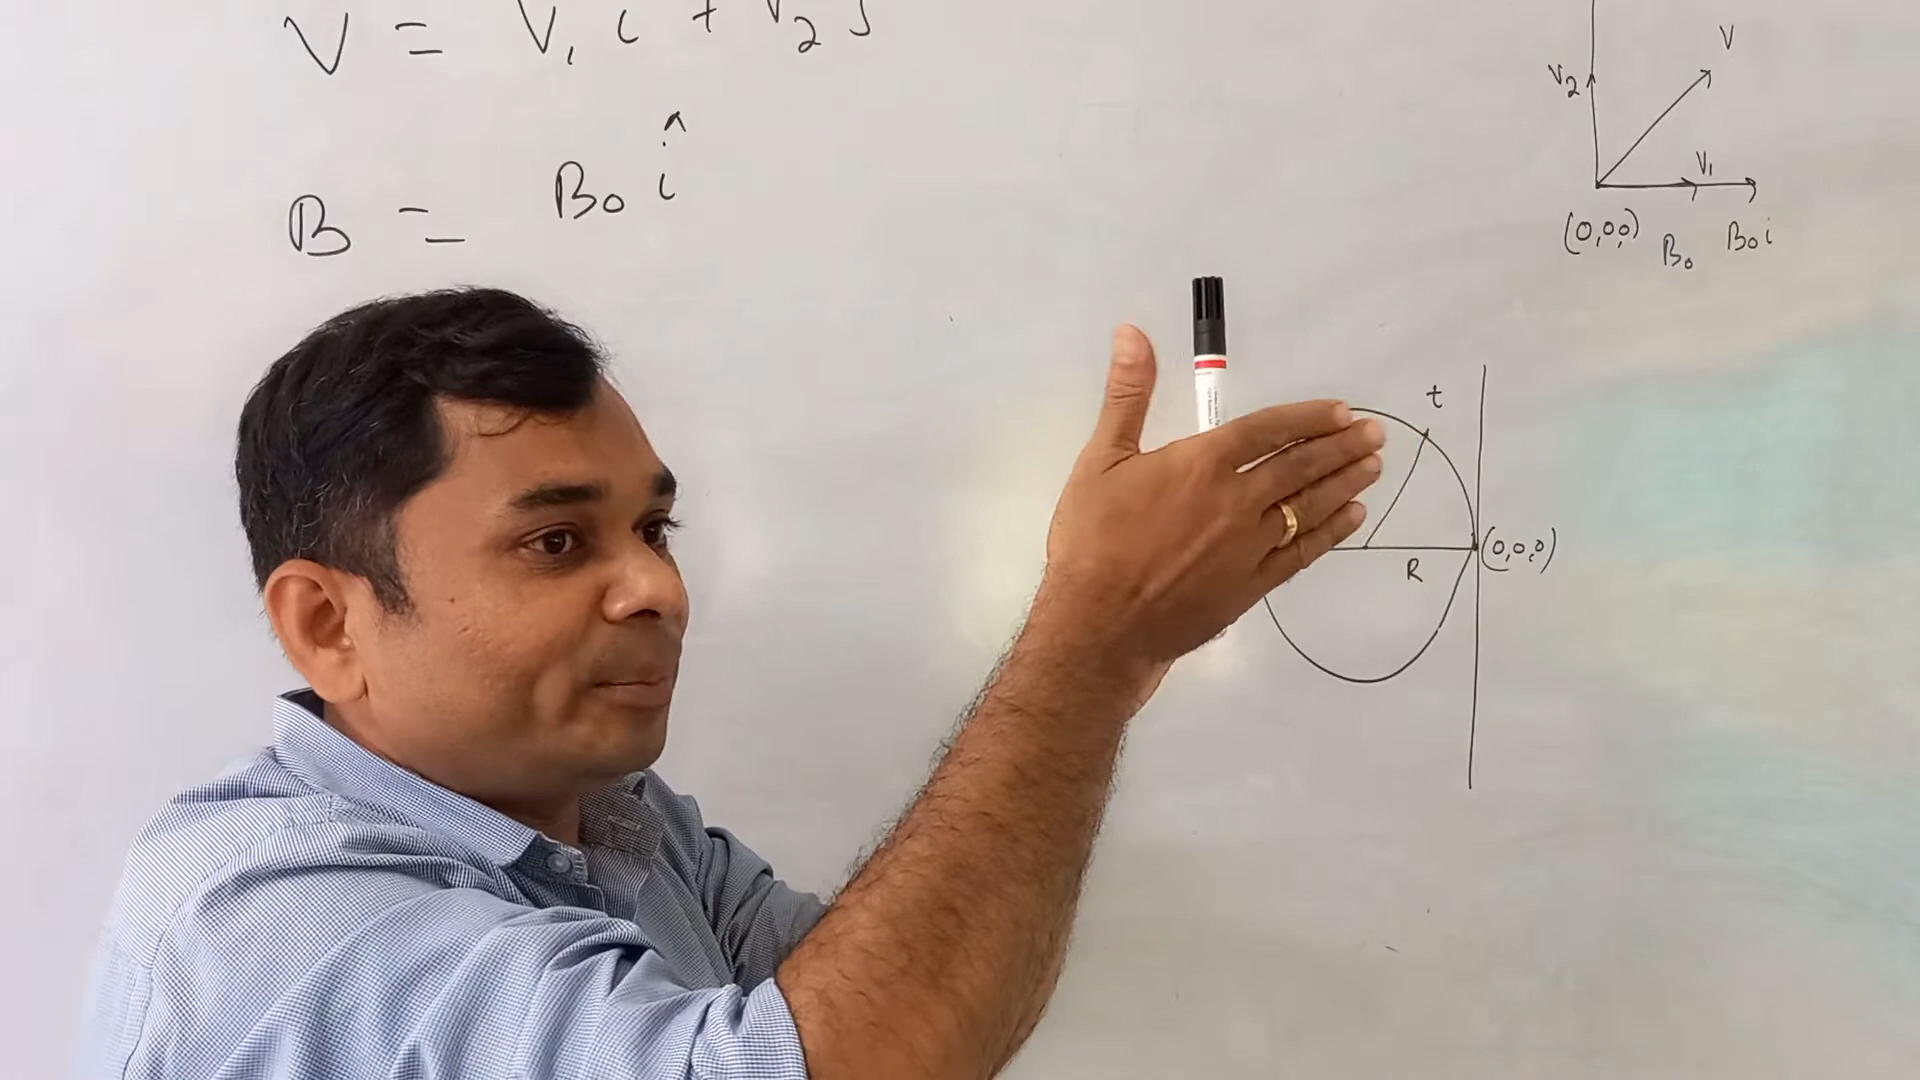 V = V₁ i + V₂ j
B = B₀ î
V
V₂
V₁
(0,0,0)
B₀
B₀ i
t
R
(0,0,0)